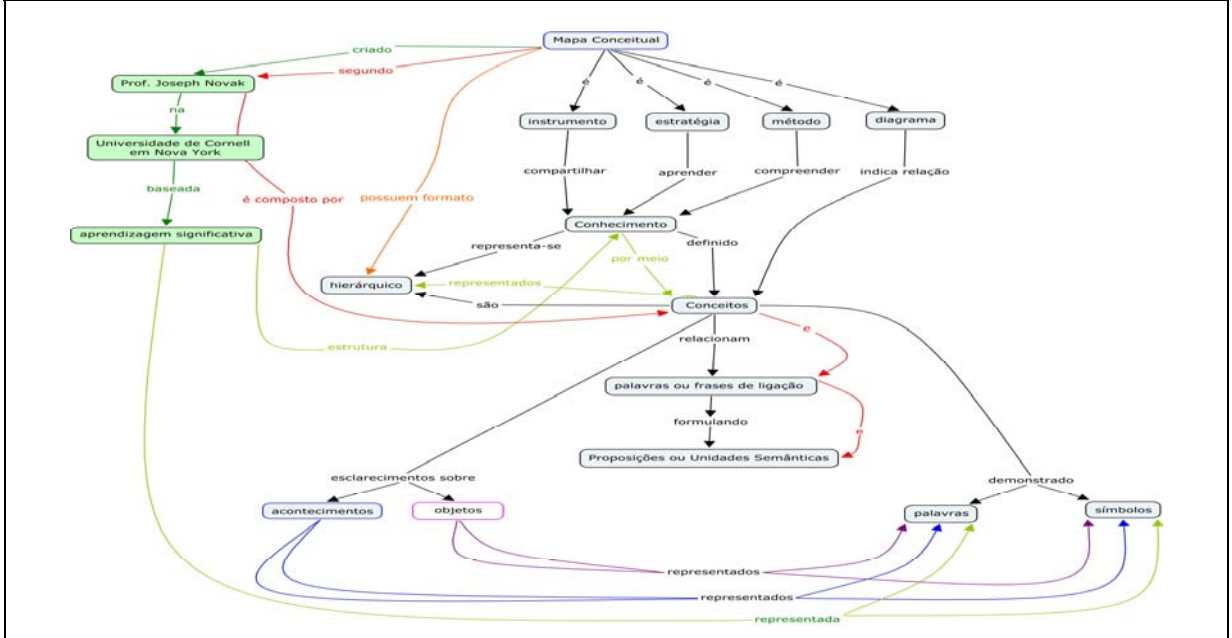 Mapa Conceitual
criado
segundo
Prof. Joseph Novak
é
é
é
é
na
instrumento
estratégia
método
diagrama
Universidade de Cornell
em Nova York
compartilhar
aprender
compreender
indica relação
baseada
é composto por
possuem formato
aprendizagem significativa
Conhecimento
representa-se
definido
por meio
hierárquico
representados
são
Conceitos
estrutura
e
relacionam
palavras ou frases de ligação
formulando
e
Proposições ou Unidades Semânticas
esclarecimentos sobre
demonstrado
acontecimentos
objetos
palavras
símbolos
representados
representados
representada